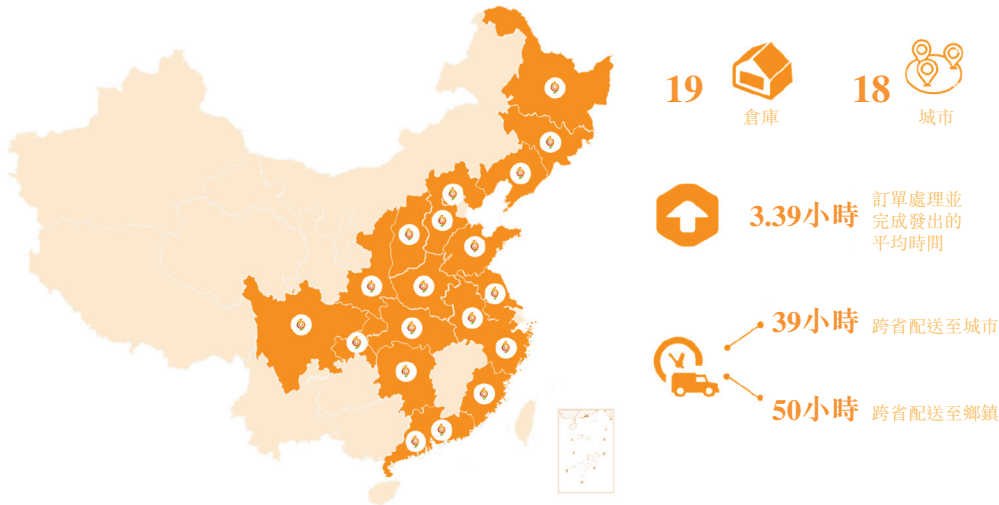 19
倉庫
18
城市
3.39小時
訂單處理並
完成發出的
平均時間
39小時
跨省配送至城市
50小時
跨省配送至鄉鎮